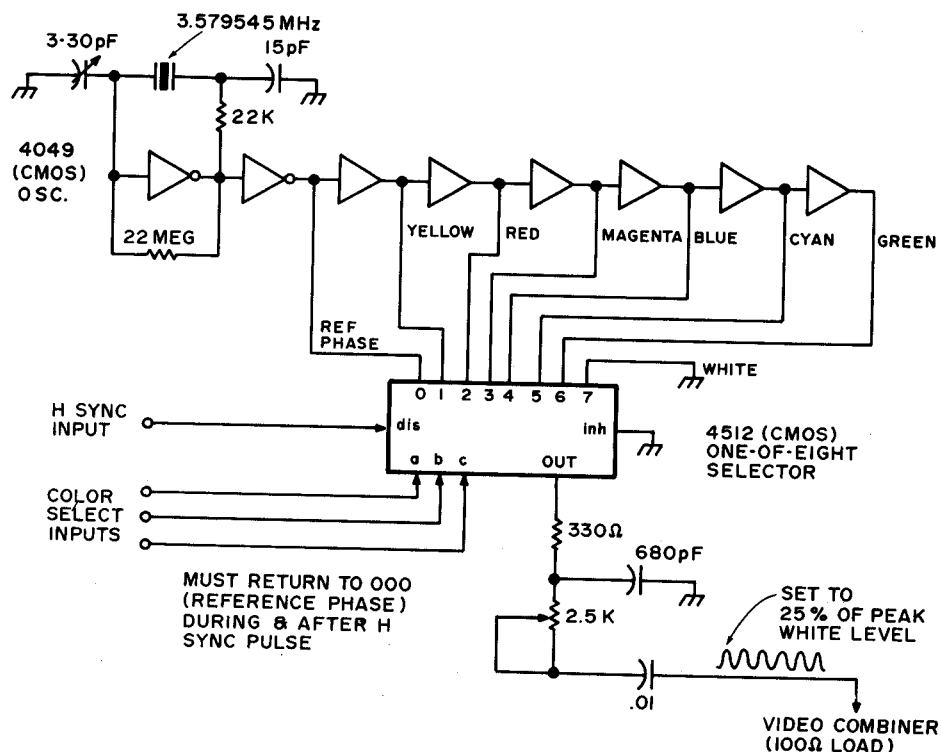 3.579545 MHz
3-30pF
15pF
22K
4049
(CMOS)
OSC.
22 MEG
YELLOW
RED
MAGENTA
BLUE
CYAN
GREEN
REF
PHASE
WHITE
0 1 2 3 4 5 6 7
H SYNC
INPUT
dis
inh
4512 (CMOS)
ONE-OF-EIGHT
SELECTOR
a b c
OUT
COLOR
SELECT
INPUTS
330Ω
680pF
MUST RETURN TO 000
(REFERENCE PHASE)
DURING & AFTER H
SYNC PULSE
2.5 K
SET TO
25% OF PEAK
WHITE LEVEL
.01
VIDEO COMBINER
(100Ω LOAD)